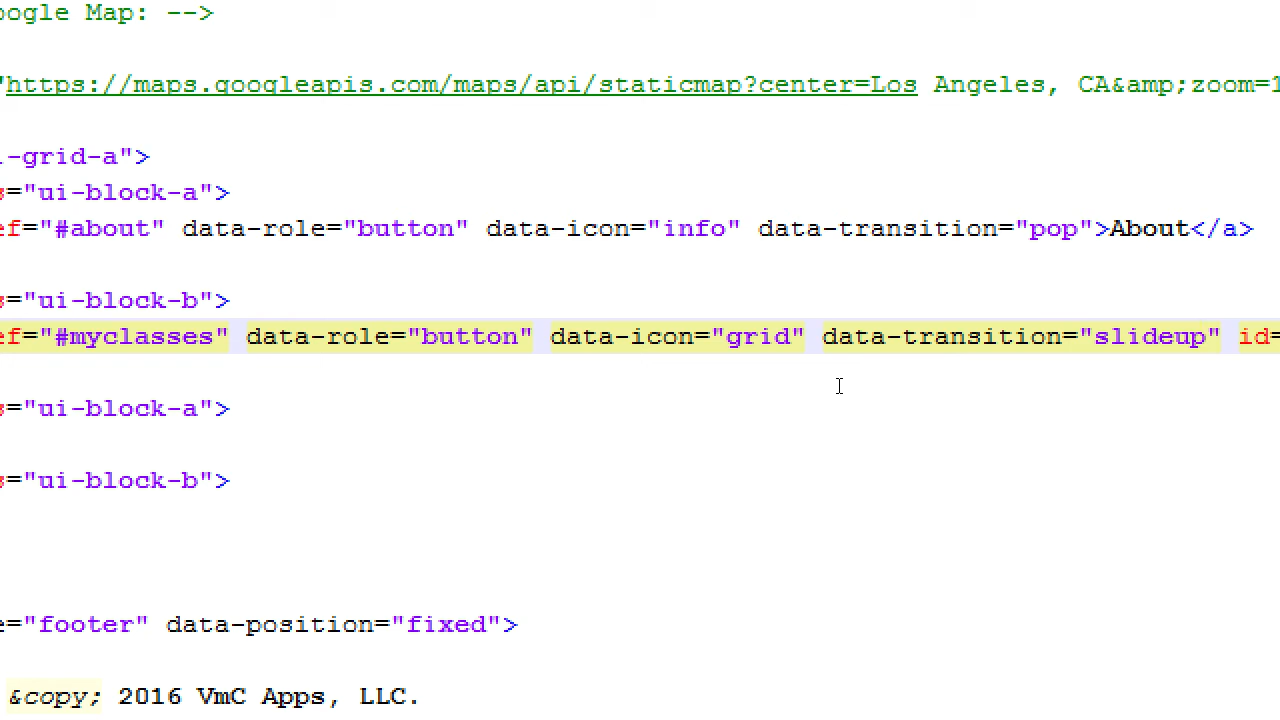 oogle Map: -->
"https://maps.googleapis.com/maps/api/staticmap?center=Los Angeles, CA&amp;zoom=1
-grid-a">
s="ui-block-a">
ef="#about" data-role="button" data-icon="info" data-transition="pop">About</a>
s="ui-block-b">
ef="#myclasses" data-role="button" data-icon="grid" data-transition="slideup" id=
s="ui-block-a">
s="ui-block-b">
e="footer" data-position="fixed">
&copy; 2016 VmC Apps, LLC.